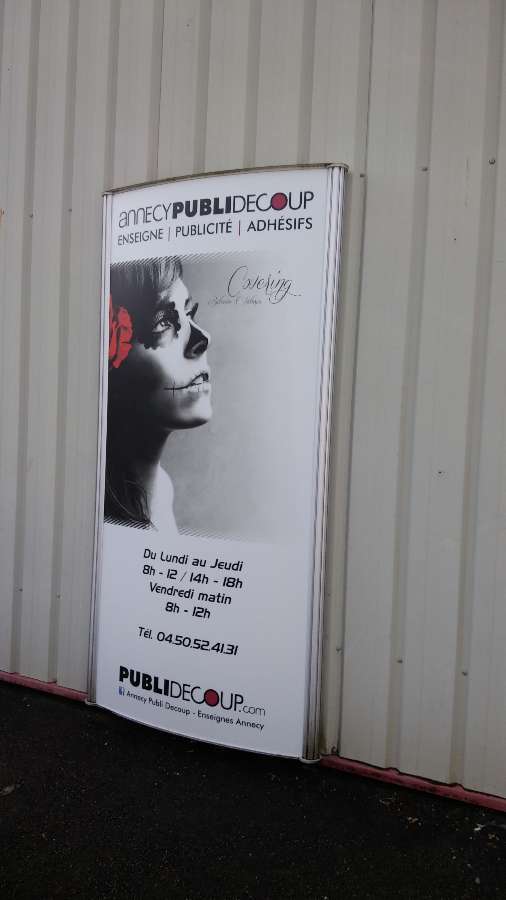 annECYPUBLIDECOUP
ENSEIGNE | PUBLICITÉ | ADHÉSIFS
Covering
Du Lundi au Jeudi
8h - 12 / 14h - 18h
Vendredi matin
8h - 12h
Tél. 04.50.52.41.31
PUBLIDECOUP.com
f Annecy Publi Decoup - Enseignes Annecy